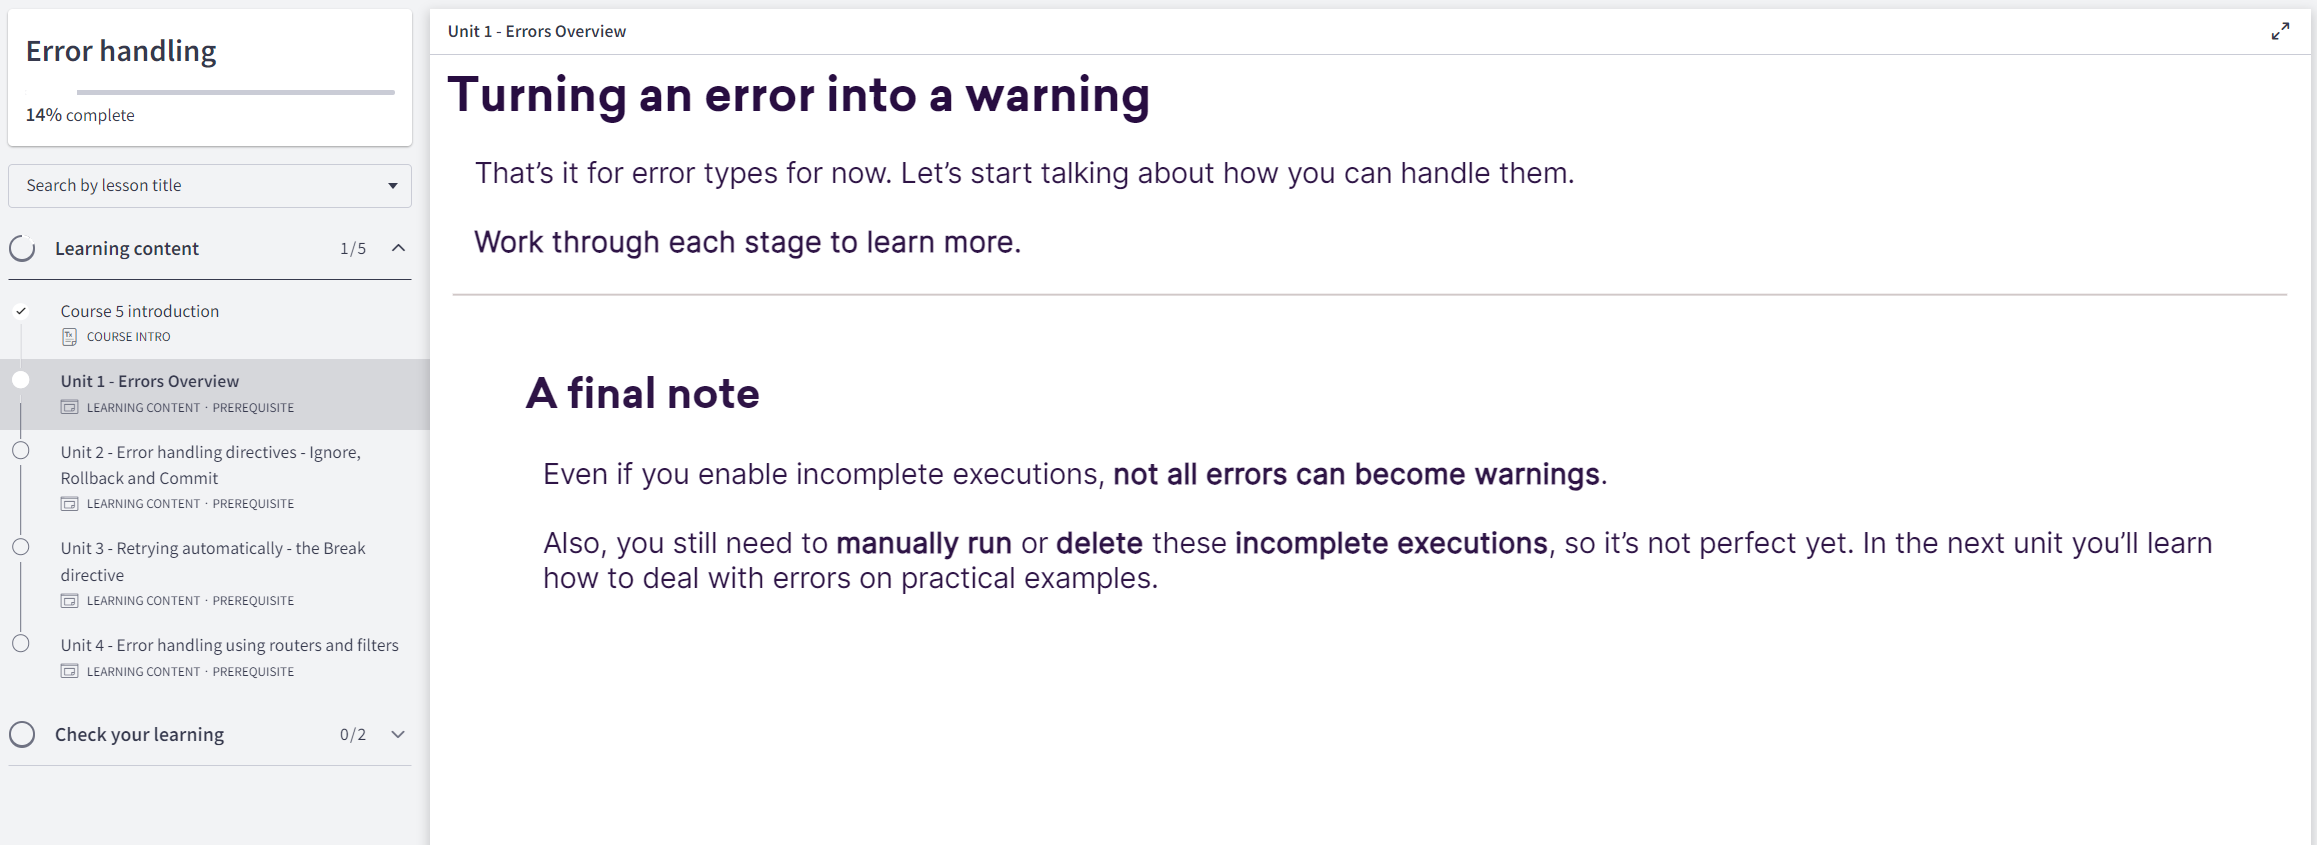 Error handling
14% complete
Search by lesson title
Learning content 1/5
Course 5 introduction
COURSE INTRO
Unit 1 - Errors Overview
LEARNING CONTENT · PREREQUISITE
Unit 2 - Error handling directives - Ignore,
Rollback and Commit
LEARNING CONTENT · PREREQUISITE
Unit 3 - Retrying automatically - the Break
directive
LEARNING CONTENT · PREREQUISITE
Unit 4 - Error handling using routers and filters
LEARNING CONTENT · PREREQUISITE
Check your learning 0/2
Unit 1 - Errors Overview
Turning an error into a warning
That’s it for error types for now. Let’s start talking about how you can handle them.
Work through each stage to learn more.
A final note
Even if you enable incomplete executions, not all errors can become warnings.
Also, you still need to manually run or delete these incomplete executions, so it’s not perfect yet. In the next unit you’ll learn
how to deal with errors on practical examples.